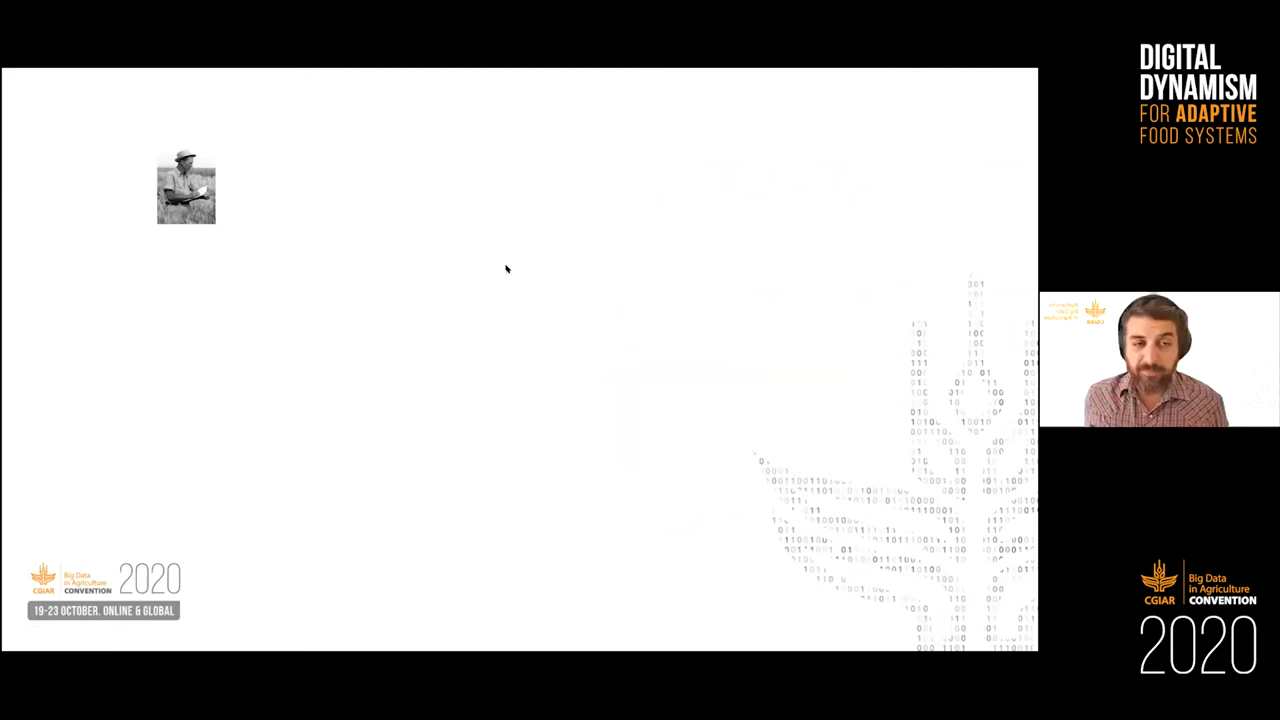 DIGITAL
DYNAMISM
FOR ADAPTIVE
FOOD SYSTEMS
CGIAR
Big Data
in Agriculture
CONVENTION
2020
19-23 OCTOBER. ONLINE & GLOBAL
CGIAR
Big Data
in Agriculture
CONVENTION
2020